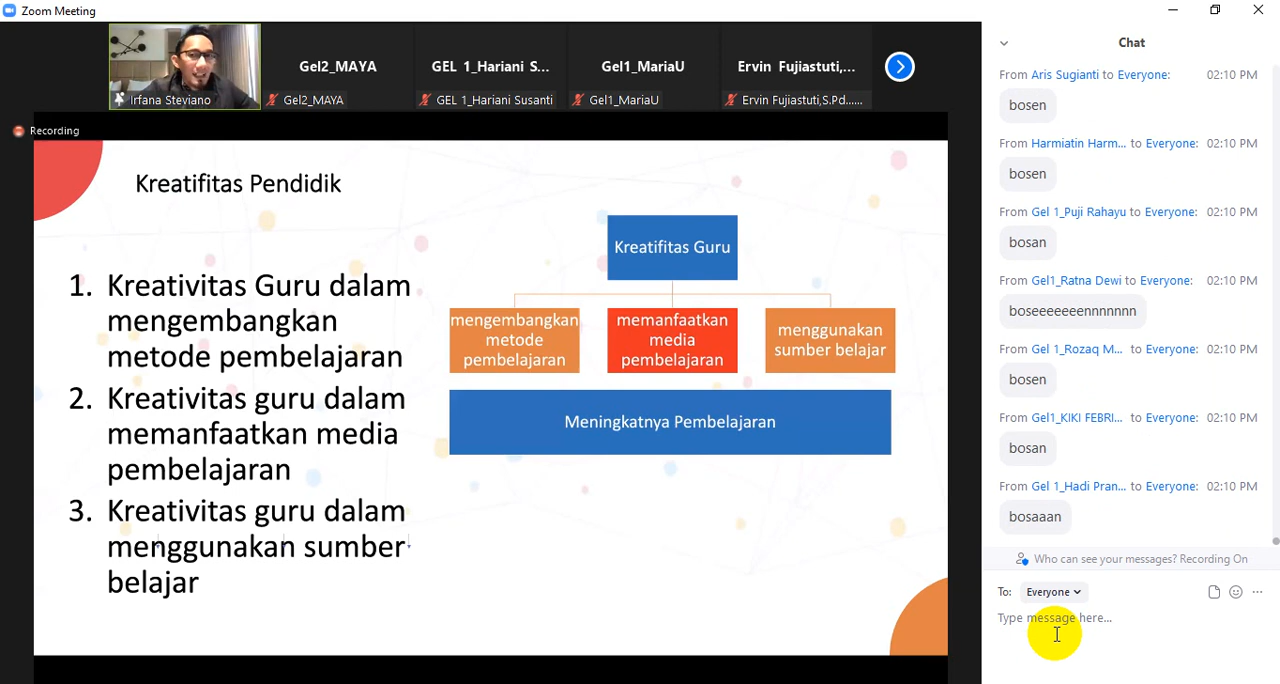 Zoom Meeting
Irfana Steviano
Gel2_MAYA
Gel2_MAYA
GEL 1_Hariani S...
GEL 1_Hariani Susanti
Gel1_MariaU
Gel1_MariaU
Ervin Fujiastuti,...
Ervin Fujiastuti,S.Pd......
Recording
Kreatifitas Pendidik
1. Kreativitas Guru dalam
mengembangkan
metode pembelajaran
2. Kreativitas guru dalam
memanfaatkan media
pembelajaran
3. Kreativitas guru dalam
menggunakan sumber
belajar
Kreatifitas Guru
mengembangkan
metode
pembelajaran
memanfaatkan
media
pembelajaran
menggunakan
sumber belajar
Meningkatnya Pembelajaran
Chat
From Aris Sugianti to Everyone: 02:10 PM
bosen
From Harmiatin Harm... to Everyone: 02:10 PM
bosen
From Gel 1_Puji Rahayu to Everyone: 02:10 PM
bosan
From Gel1_Ratna Dewi to Everyone: 02:10 PM
boseeeeeeennnnnnn
From Gel 1_Rozaq M... to Everyone: 02:10 PM
bosen
From Gel1_KIKI FEBRI... to Everyone: 02:10 PM
bosan
From Gel 1_Hadi Pran... to Everyone: 02:10 PM
bosaaan
Who can see your messages? Recording On
To: Everyone
Type message here...